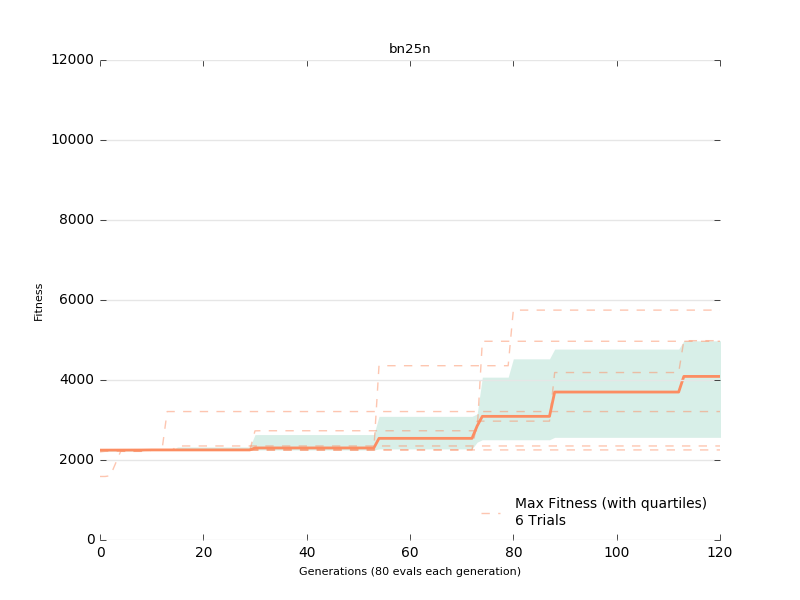 bn25n
12000
10000
8000
6000
4000
2000
0
Fitness
Max Fitness (with quartiles)
6 Trials
0 20 40 60 80 100 120
Generations (80 evals each generation)